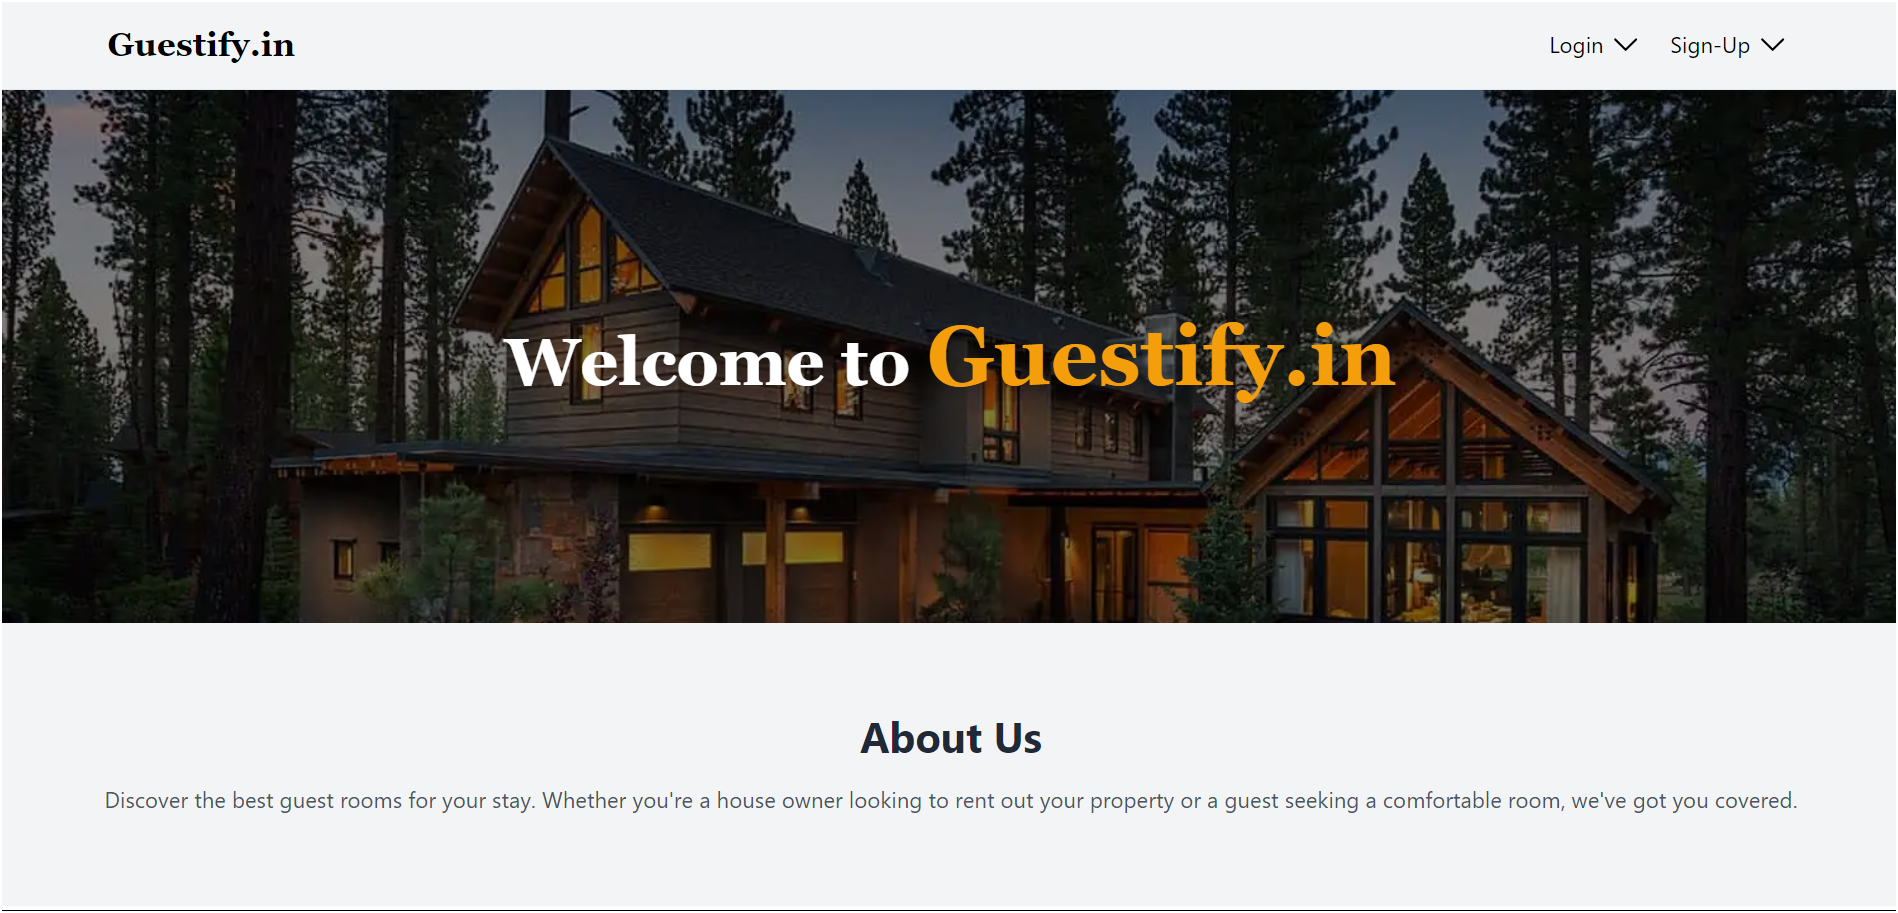 Guestify.in
Login
Sign-Up
Welcome to Guestify.in
About Us
Discover the best guest rooms for your stay. Whether you're a house owner looking to rent out your property or a guest seeking a comfortable room, we've got you covered.